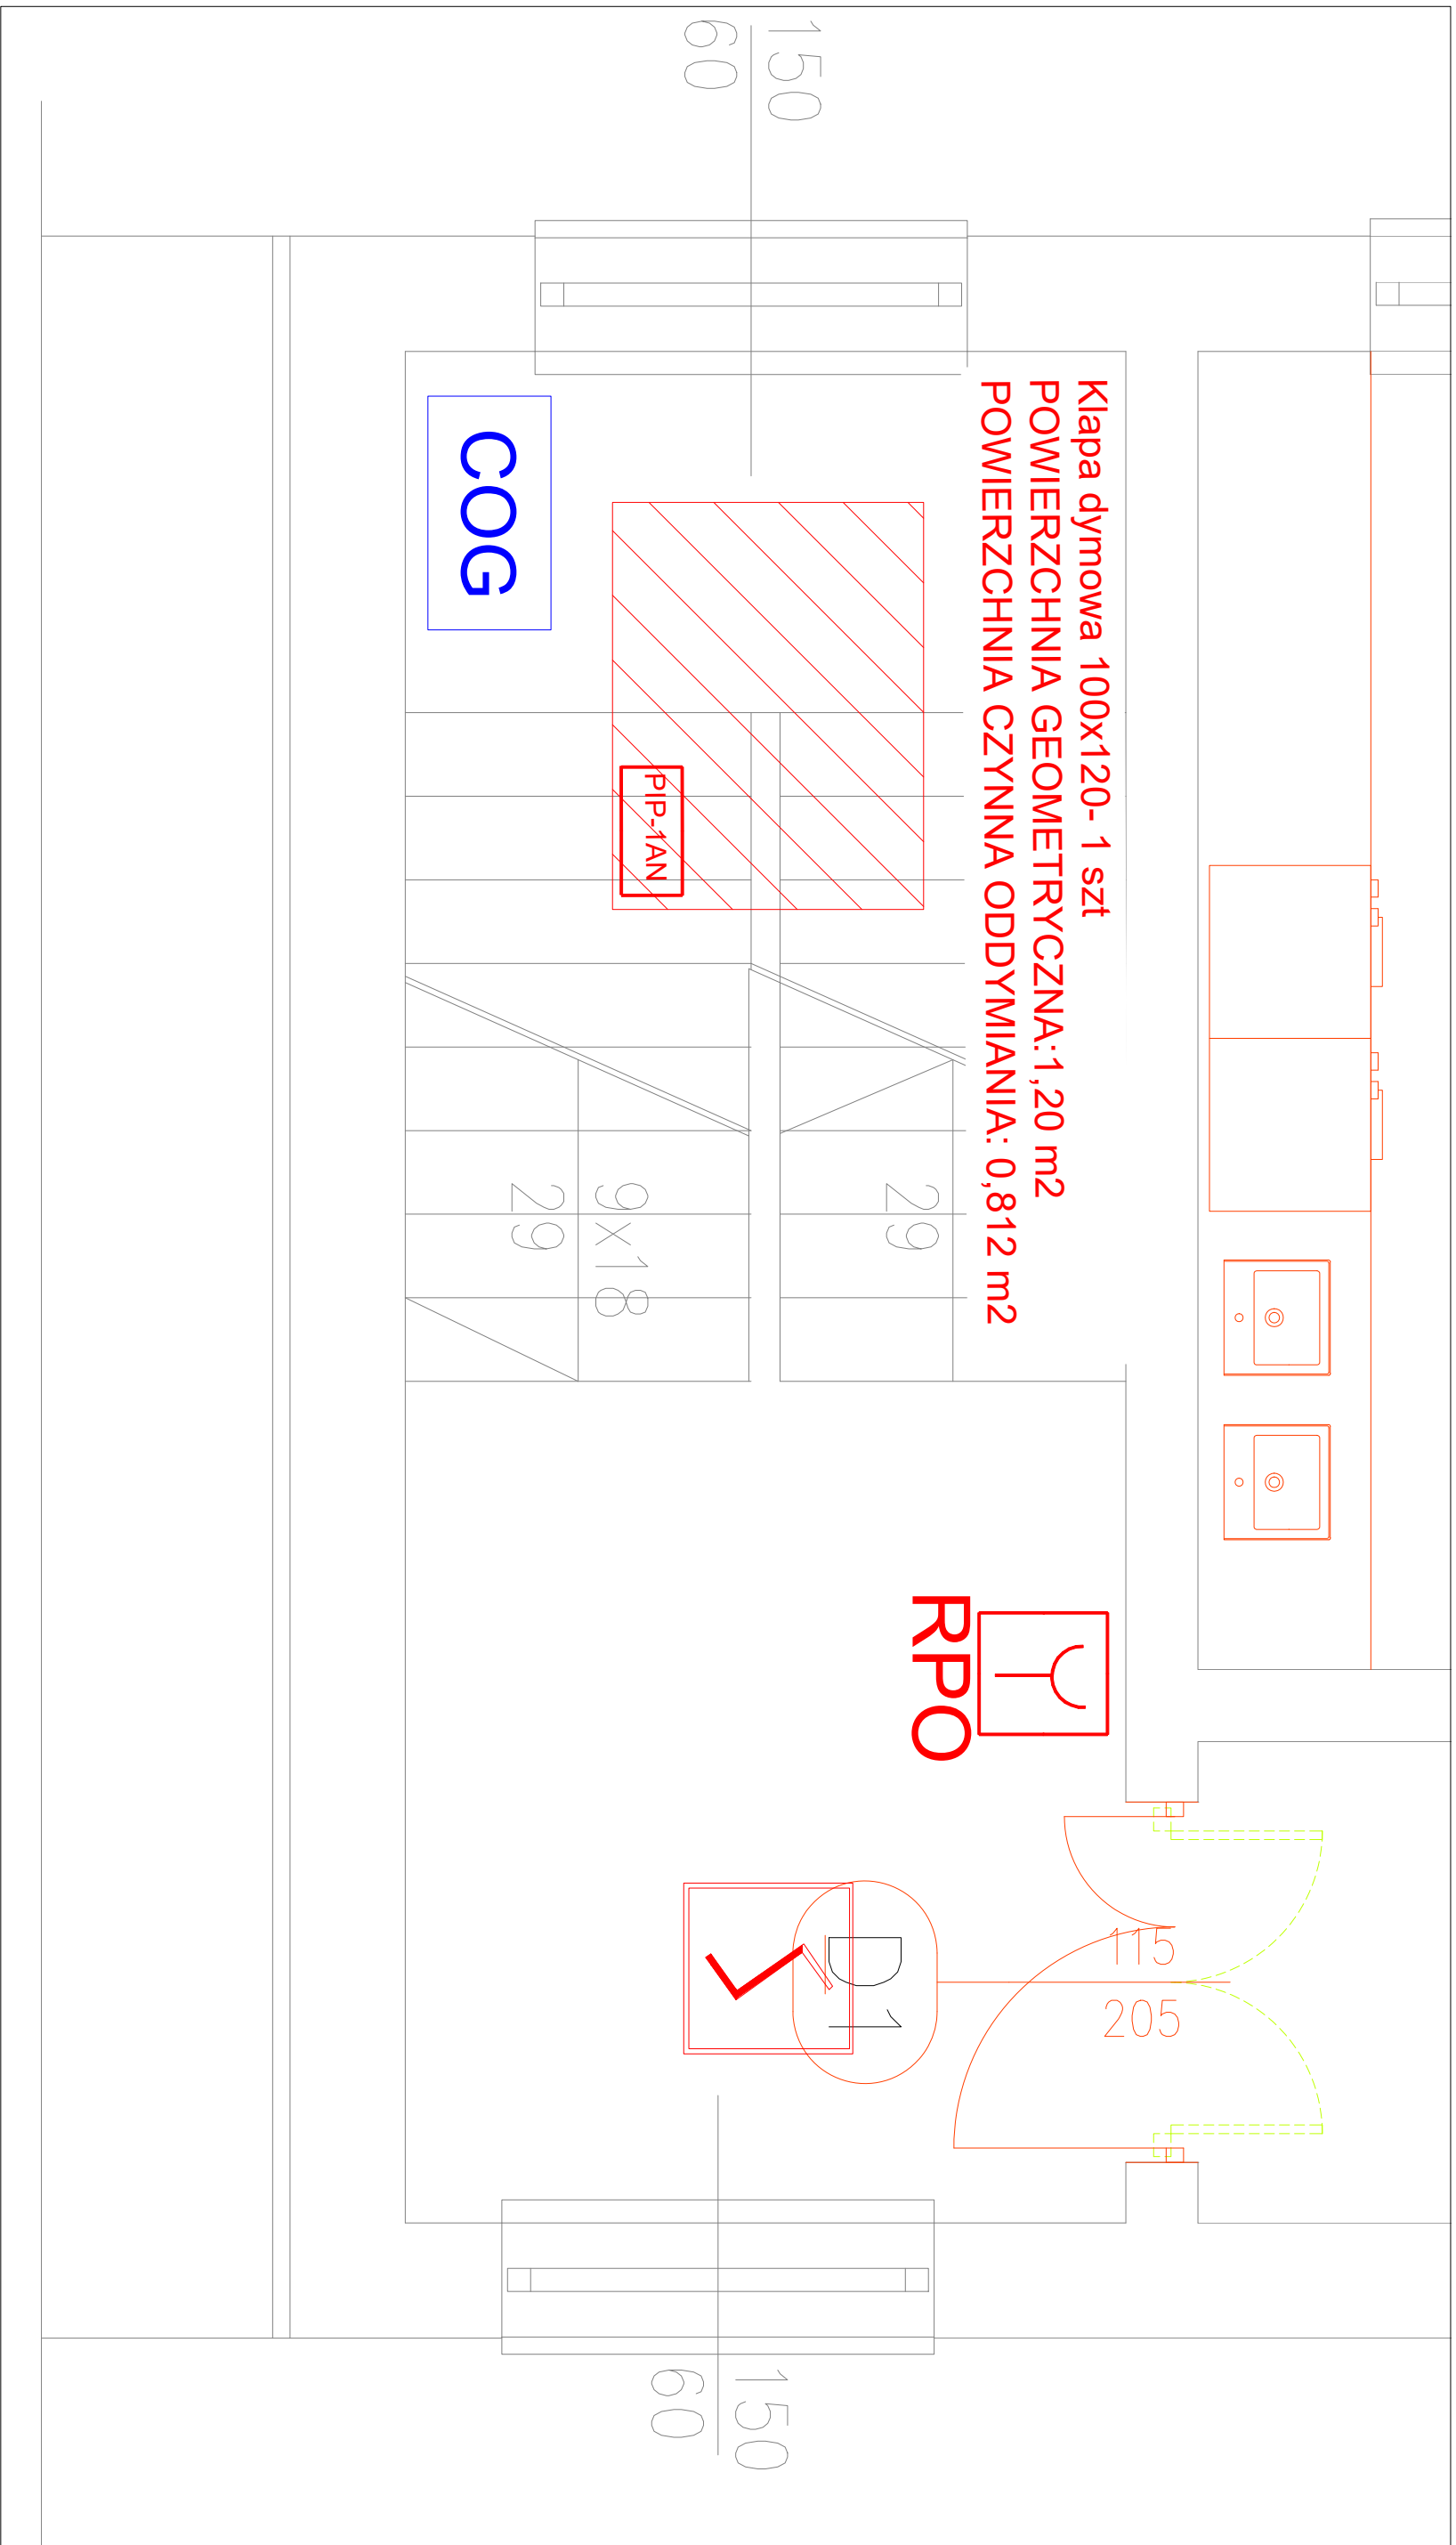 150
60
Klapa dymowa 100x120- 1 szt
POWIERZCHNIA GEOMETRYCZNA:1,20 m2
POWIERZCHNIA CZYNNA ODDYMIANIA: 0,812 m2
COG
PIP-1AN
29
9x18
29
RPO
115
205
D1
150
60